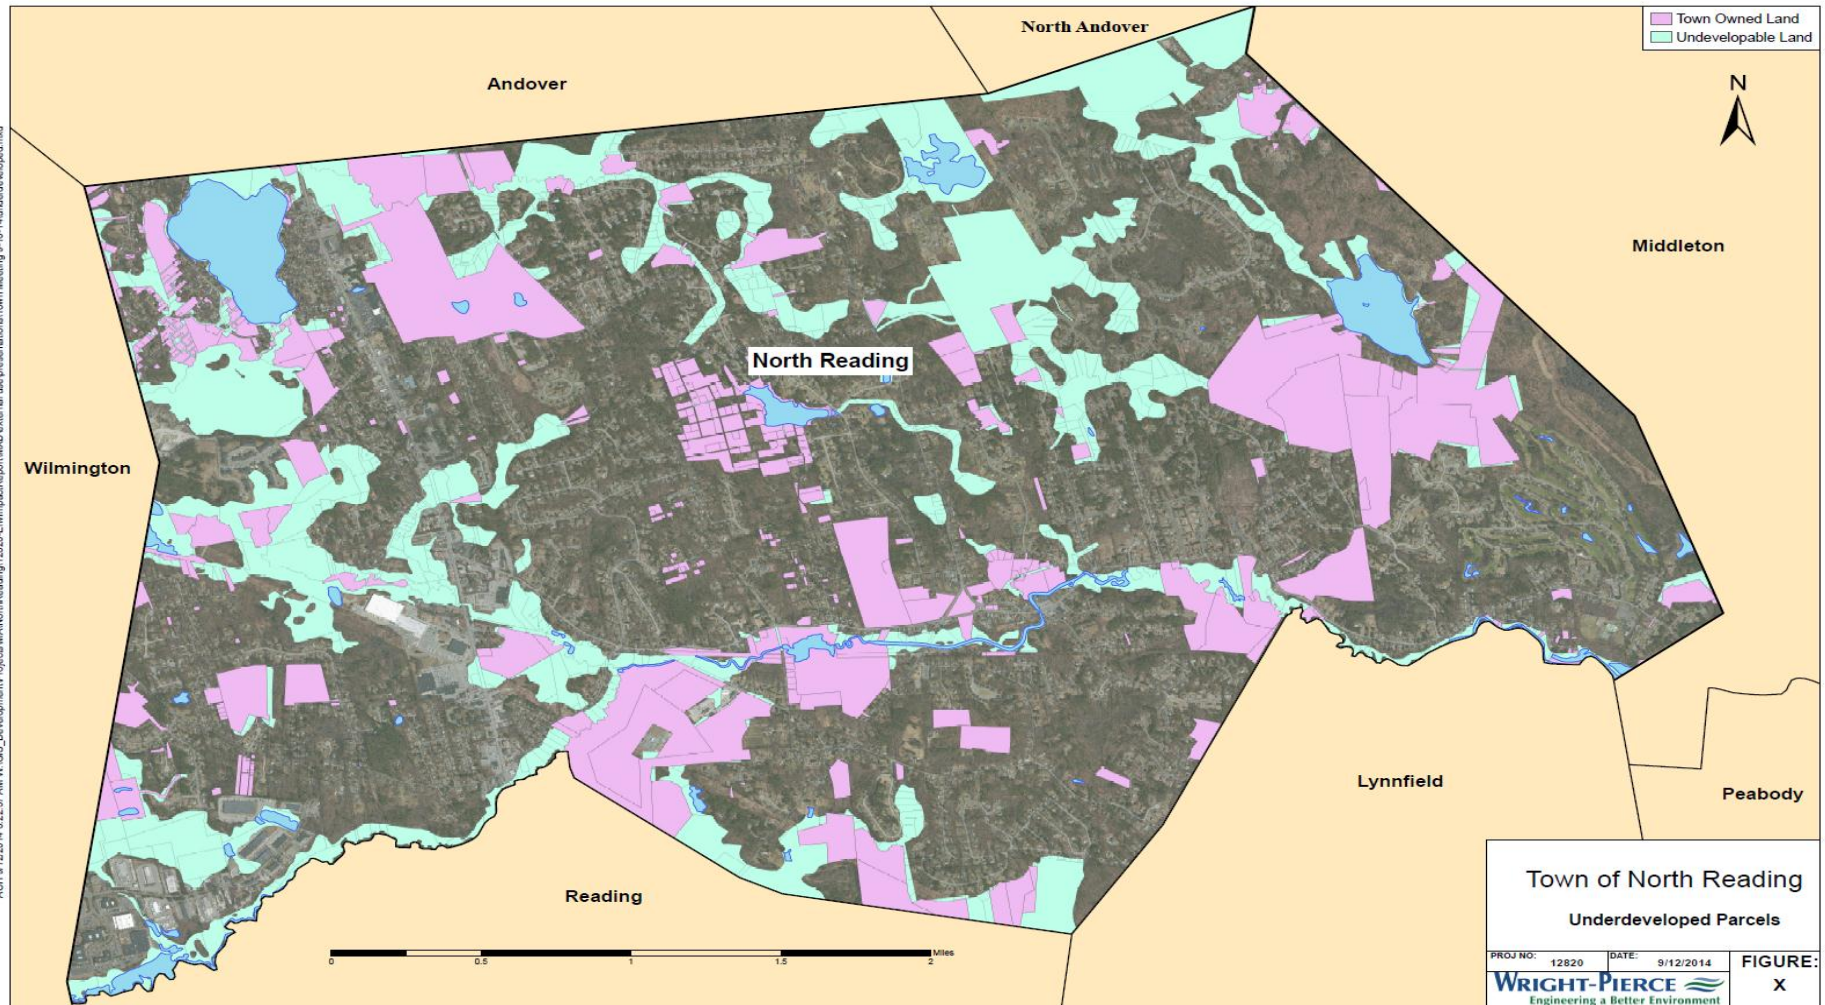 North Andover
Town Owned Land
Undevelopable Land
Andover
N
Middleton
North Reading
Wilmington
Lynnfield
Peabody
Reading
Miles
0 0.5 1 1.5 2
Town of North Reading
Underdeveloped Parcels
PROJ NO: 12820 DATE: 9/12/2014 FIGURE:
X
WRIGHT-PIERCE
Engineering a Better Environment